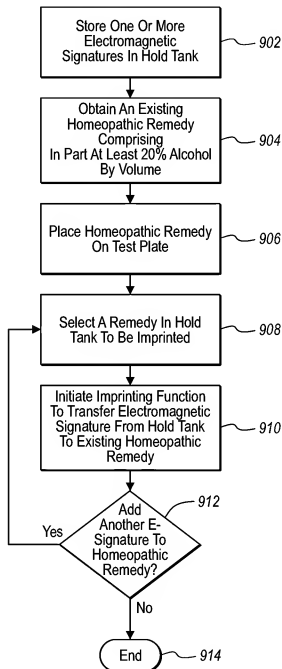 Store One Or More
Electromagnetic
Signatures In Hold Tank
902
Obtain An Existing
Homeopathic Remedy
Comprising
In Part At Least 20% Alcohol
By Volume
904
Place Homeopathic Remedy
On Test Plate
906
Select A Remedy In Hold
Tank To Be Imprinted
908
Initiate Imprinting Function
To Transfer Electromagnetic
Signature From Hold Tank
To Existing Homeopathic
Remedy
910
912
Add
Another E-
Signature To
Homeopathic
Remedy?
Yes
No
End
914